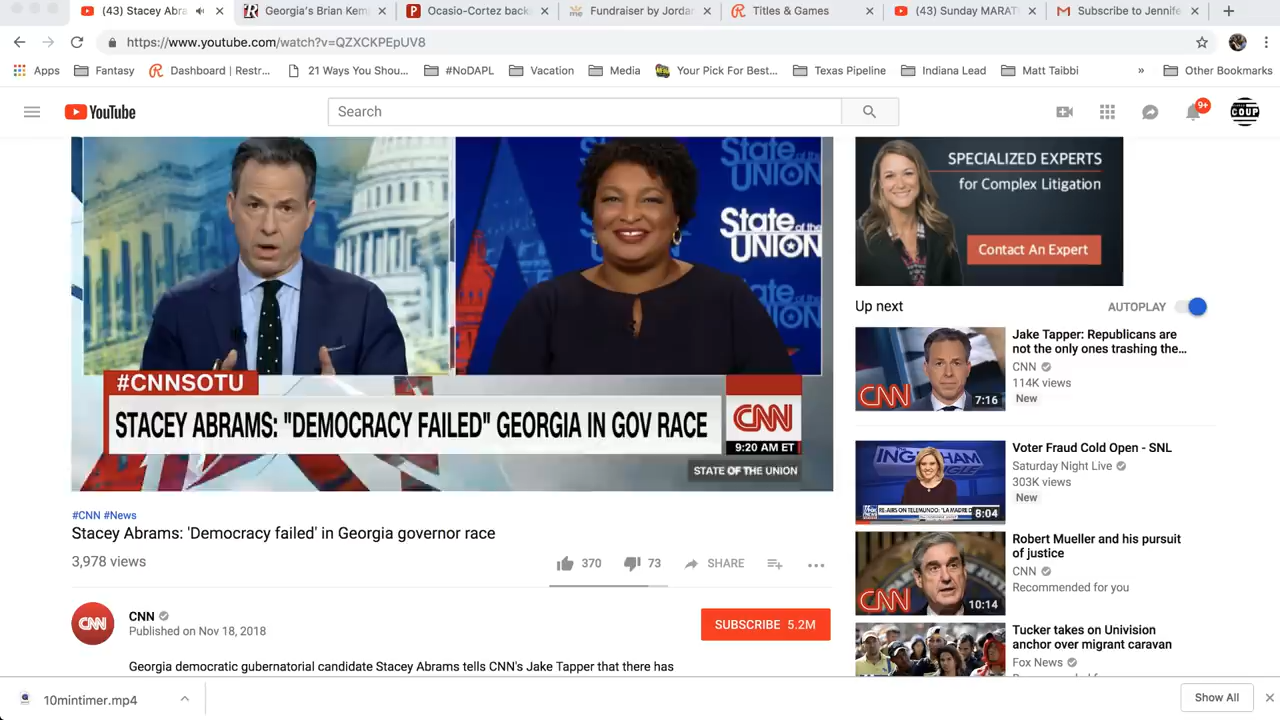 (43) Stacey Abra
Georgia's Brian Kem
Ocasio-Cortez back
Fundraiser by Jordan
Titles & Games
(43) Sunday MARAT
Subscribe to Jennife
https://www.youtube.com/watch?v=QZXCKPEpUV8
Apps
Fantasy
Dashboard | Restr...
21 Ways You Shou...
#NoDAPL
Vacation
Media
Your Pick For Best...
Texas Pipeline
Indiana Lead
Matt Taibbi
»
Other Bookmarks
YouTube
Search
9+
COUP
State of the
UNION
State of the
UNION
#CNNSOTU
STACEY ABRAMS: "DEMOCRACY FAILED" GEORGIA IN GOV RACE
CNN
9:20 AM ET
STATE OF THE UNION
#CNN #News
Stacey Abrams: 'Democracy failed' in Georgia governor race
3,978 views
370
73
SHARE
CNN
CNN
Published on Nov 18, 2018
SUBSCRIBE 5.2M
Georgia democratic gubernatorial candidate Stacey Abrams tells CNN's Jake Tapper that there has
SPECIALIZED EXPERTS
for Complex Litigation
Contact An Expert
Up next
AUTOPLAY
CNN
7:16
Jake Tapper: Republicans are
not the only ones trashing the...
CNN
114K views
New
8:04
Voter Fraud Cold Open - SNL
Saturday Night Live
303K views
New
CNN
10:14
Robert Mueller and his pursuit
of justice
CNN
Recommended for you
Tucker takes on Univision
anchor over migrant caravan
Fox News
10mintimer.mp4
Show All